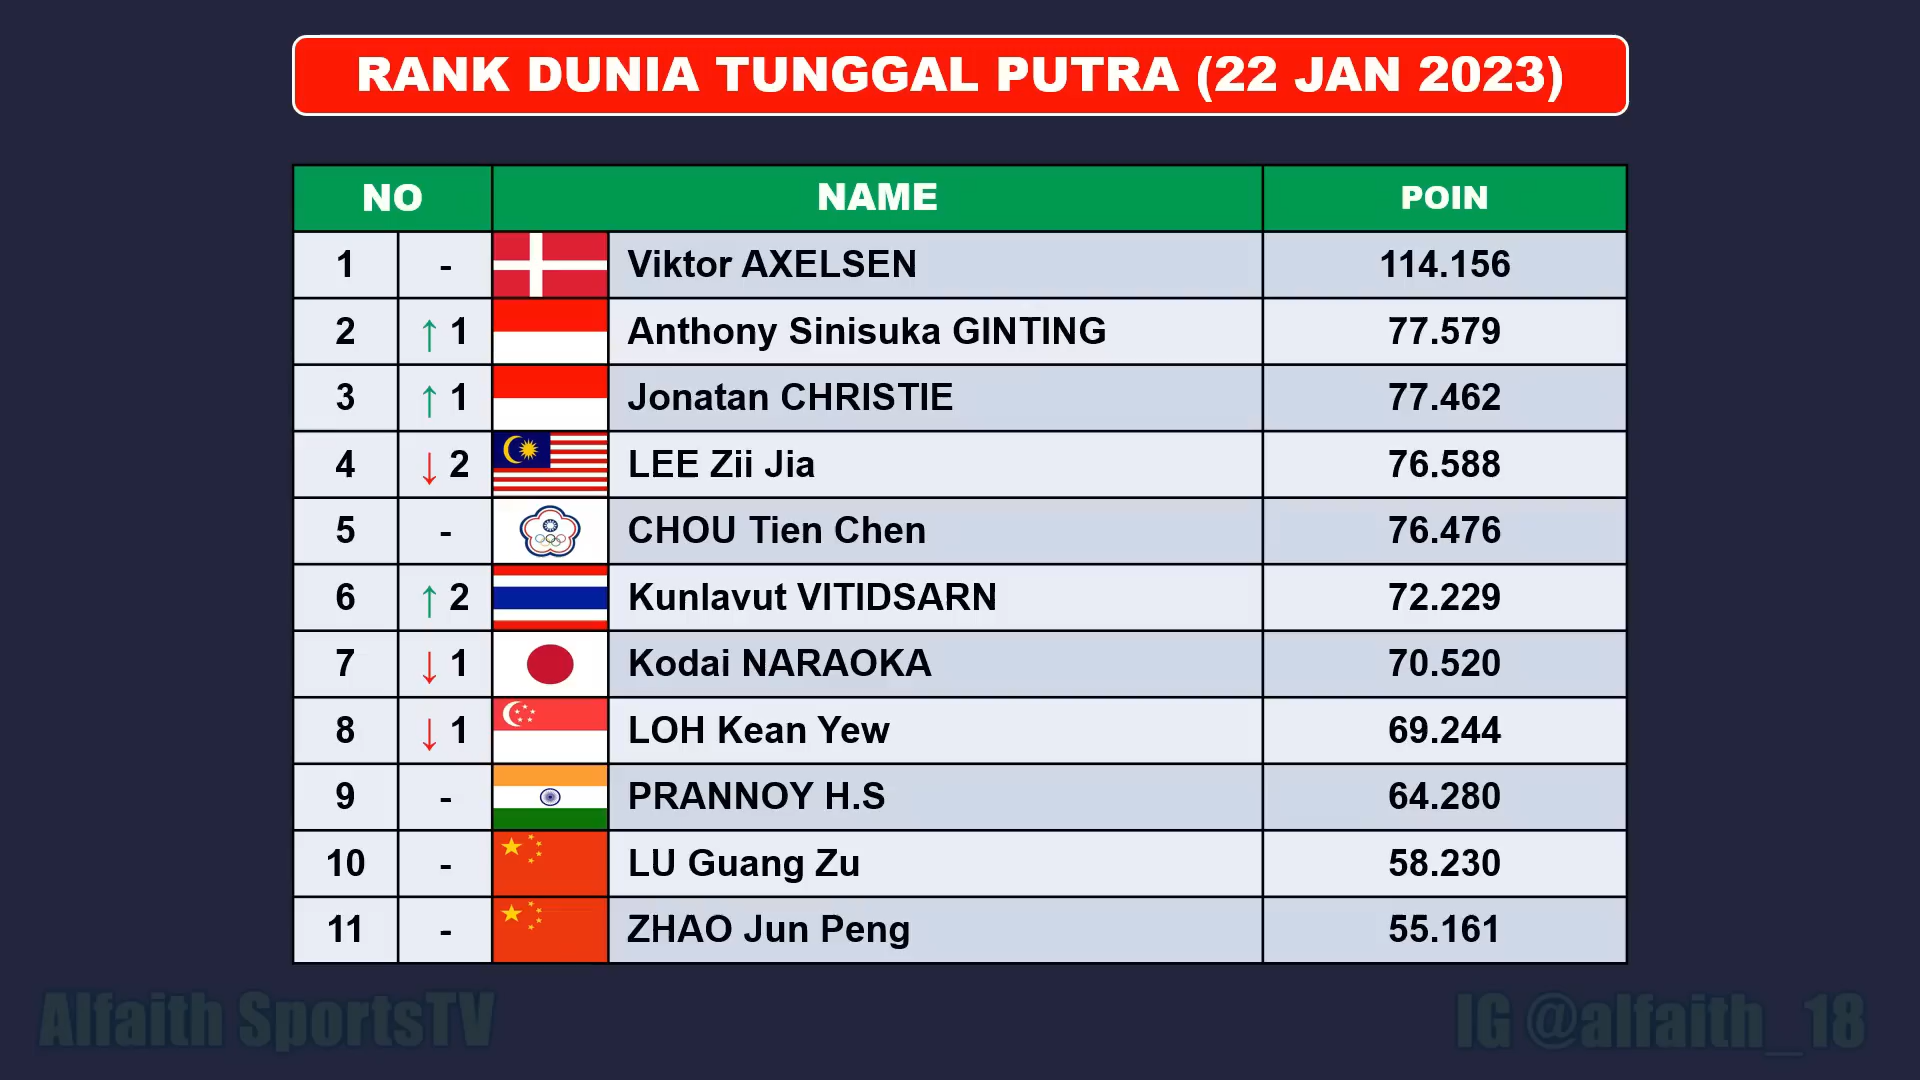 RANK DUNIA TUNGGAL PUTRA (22 JAN 2023)
NO NAME POIN
1 - Viktor AXELSEN 114.156
2 ↑ 1 Anthony Sinisuka GINTING 77.579
3 ↑ 1 Jonatan CHRISTIE 77.462
4 ↓ 2 LEE Zii Jia 76.588
5 - CHOU Tien Chen 76.476
6 ↑ 2 Kunlavut VITIDSARN 72.229
7 ↓ 1 Kodai NARAOKA 70.520
8 ↓ 1 LOH Kean Yew 69.244
9 - PRANNOY H.S 64.280
10 - LU Guang Zu 58.230
11 - ZHAO Jun Peng 55.161
Alfaith SportsTV IG @alfaith_18